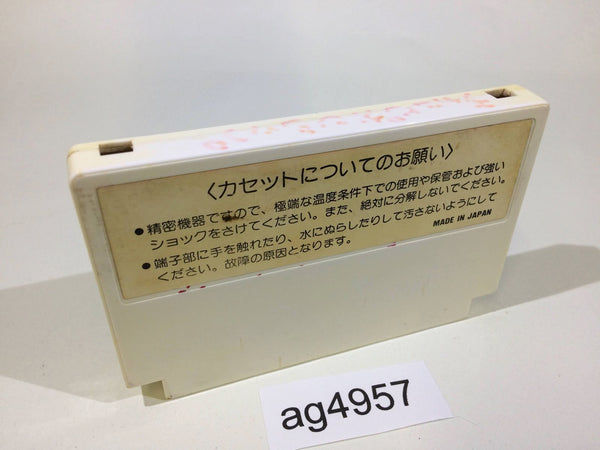 〈カセットについてのお願い〉
●精密機器ですので、極端な温度条件下での使用や保管および強い
ショックをさけてください。また、絶対に分解しないでください。
●端子部に手を触れたり、水にぬらしたりして汚さないようにして
ください。故障の原因となります。
MADE IN JAPAN
ag4957